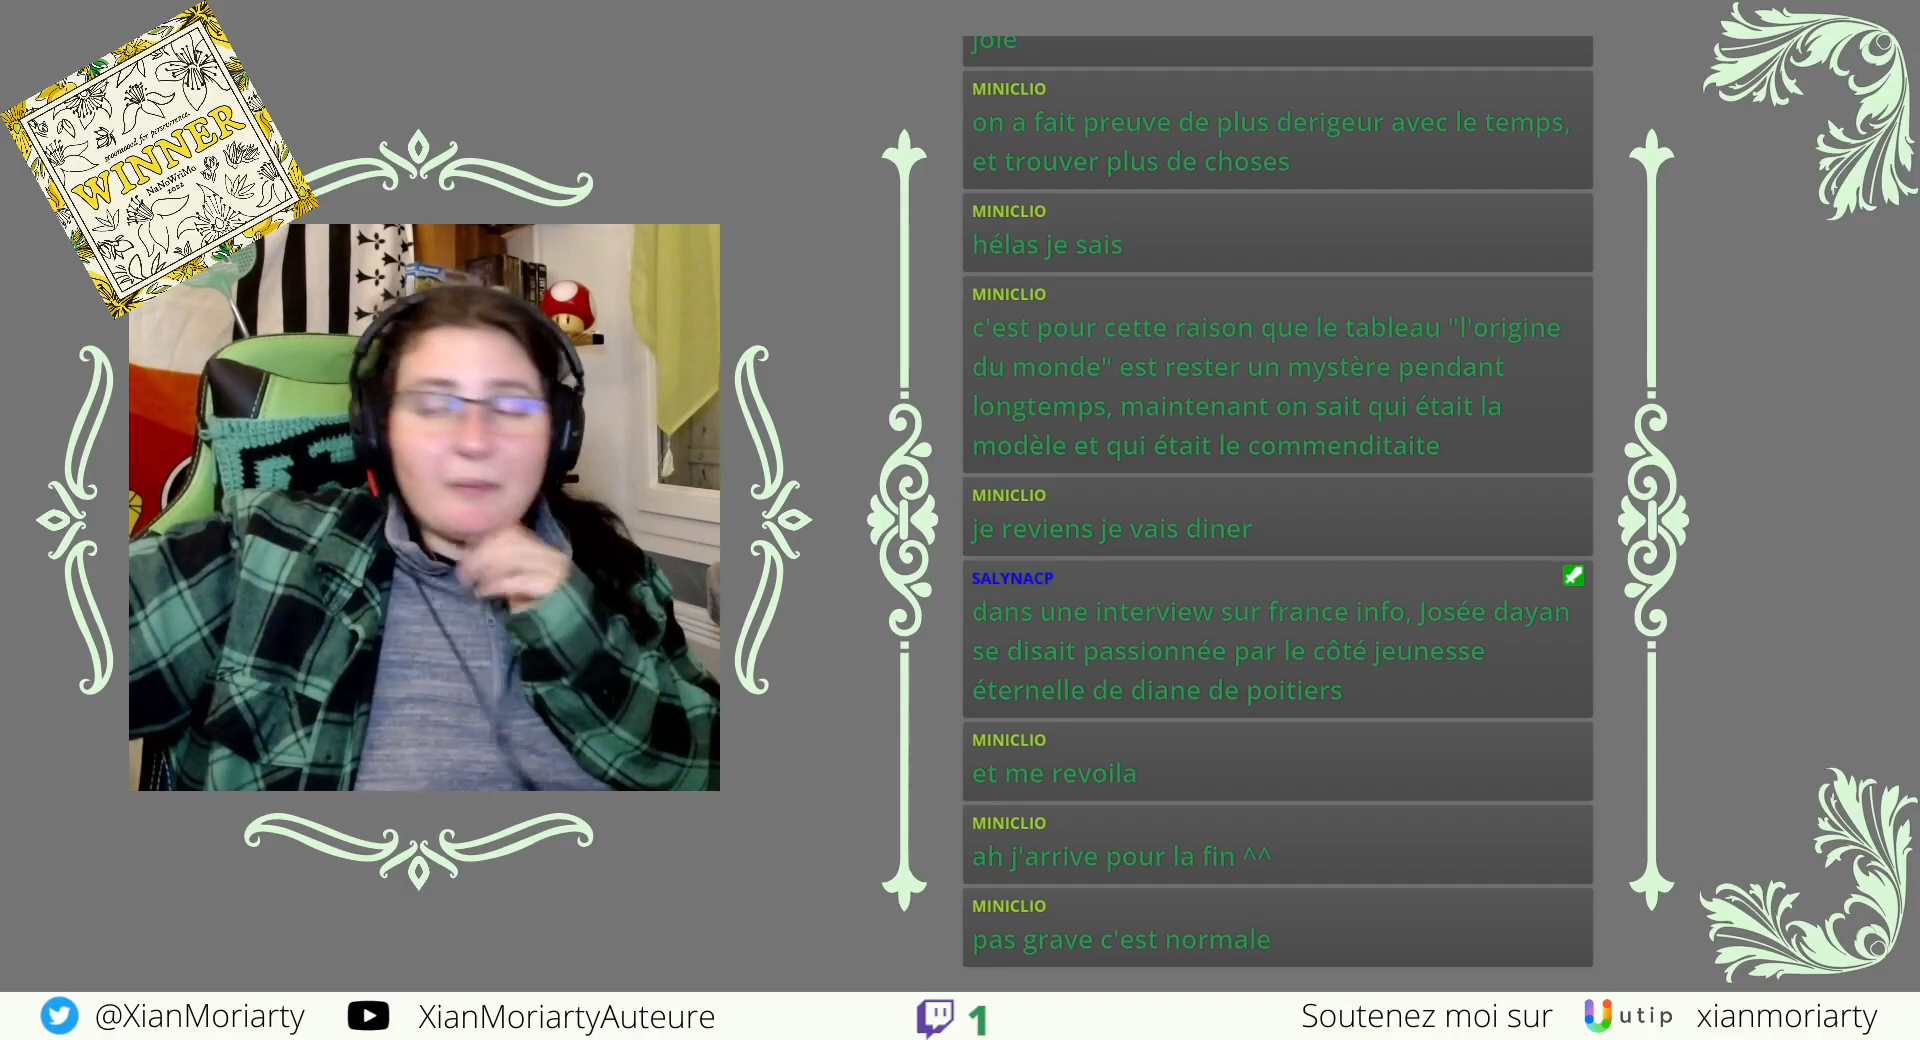 WINNER
NaNoWriMo
2022
joie
MINICLIO
on a fait preuve de plus derigeur avec le temps,
et trouver plus de choses
MINICLIO
hélas je sais
MINICLIO
c'est pour cette raison que le tableau "l'origine
du monde" est rester un mystère pendant
longtemps, maintenant on sait qui était la
modèle et qui était le commenditaite
MINICLIO
je reviens je vais diner
SALYNACP
dans une interview sur france info, Josée dayan
se disait passionnée par le côté jeunesse
éternelle de diane de poitiers
MINICLIO
et me revoila
MINICLIO
ah j'arrive pour la fin ^^
MINICLIO
pas grave c'est normale
@XianMoriarty XianMoriartyAuteure 1 Soutenez moi sur utip xianmoriarty